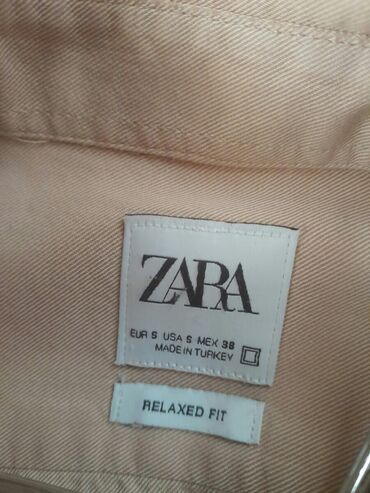 ZARA
EUR S USA S MEX 38
MADE IN TURKEY
RELAXED FIT